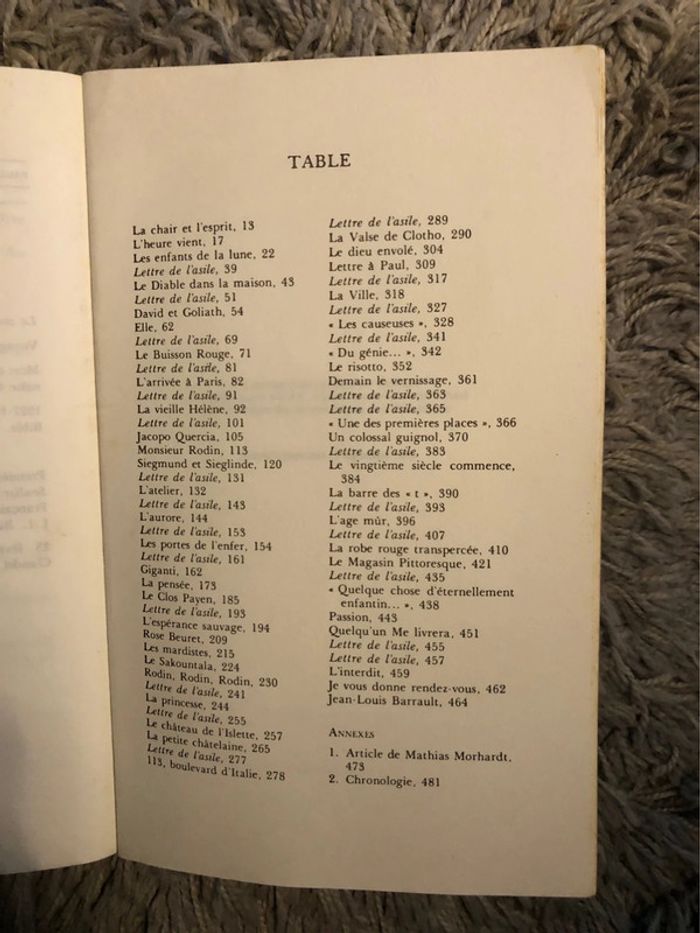 TABLE
La chair et l'esprit, 13
L'heure vient, 17
Les enfants de la lune, 22
Lettre de l'asile, 39
Le Diable dans la maison, 43
Lettre de l'asile, 51
David et Goliath, 54
Elle, 62
Lettre de l'asile, 69
Le Buisson Rouge, 71
Lettre de l'asile, 81
L'arrivée à Paris, 82
Lettre de l'asile, 91
La vieille Hélène, 92
Lettre de l'asile, 101
Jacopo Quercia, 105
Monsieur Rodin, 113
Siegmund et Sieglinde, 120
Lettre de l'asile, 131
L'atelier, 132
Lettre de l'asile, 143
L'aurore, 144
Lettre de l'asile, 153
Les portes de l'enfer, 154
Lettre de l'asile, 161
Giganti, 162
La pensée, 173
Le Clos Payen, 185
Lettre de l'asile, 193
L'espérance sauvage, 194
Rose Beuret, 209
Les mardistes, 215
Le Sakountala, 224
Rodin, Rodin, Rodin, 230
Lettre de l'asile, 241
La princesse, 244
Lettre de l'asile, 255
Le château de l'Islette, 257
La petite châtelaine, 265
Lettre de l'asile, 277
113, boulevard d'Italie, 278
Lettre de l'asile, 289
La Valse de Clotho, 290
Le dieu envolé, 304
Lettre à Paul, 309
Lettre de l'asile, 317
La Ville, 318
Lettre de l'asile, 327
« Les causeuses », 328
Lettre de l'asile, 341
« Du génie... », 342
Le risotto, 352
Demain le vernissage, 361
Lettre de l'asile, 363
Lettre de l'asile, 365
« Une des premières places », 366
Un colossal guignol, 370
Lettre de l'asile, 383
Le vingtième siècle commence,
384
La barre des « t », 390
Lettre de l'asile, 393
L'age mûr, 396
Lettre de l'asile, 407
La robe rouge transpercée, 410
Le Magasin Pittoresque, 421
Lettre de l'asile, 435
« Quelque chose d'éternellement
enfantin... », 438
Passion, 443
Quelqu'un Me livrera, 451
Lettre de l'asile, 455
Lettre de l'asile, 457
L'interdit, 459
Je vous donne rendez-vous, 462
Jean-Louis Barrault, 464
ANNEXES
1. Article de Mathias Morhardt,
473
2. Chronologie, 481